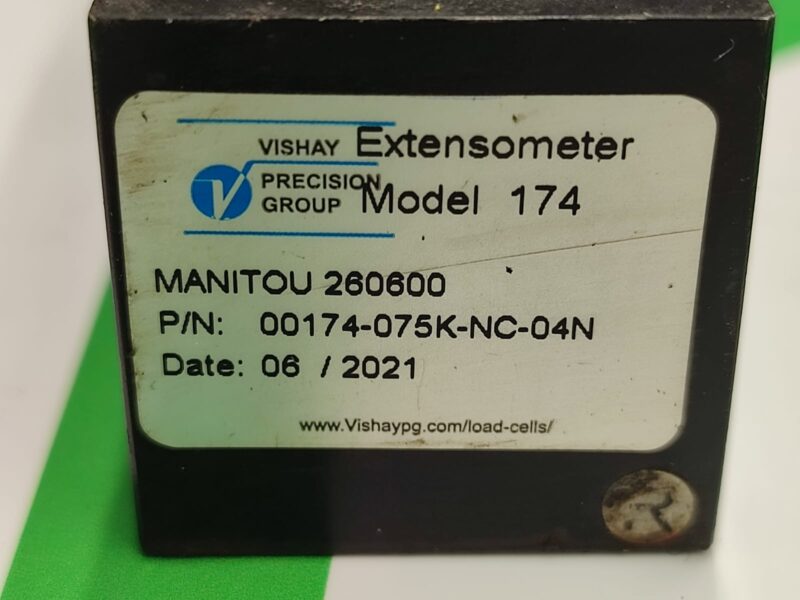 VISHAY
PRECISION
GROUP
Extensometer
Model 174
MANITOU 260600
P/N: 00174-075K-NC-04N
Date: 06 / 2021
www.Vishaypg.com/load-cells/
R